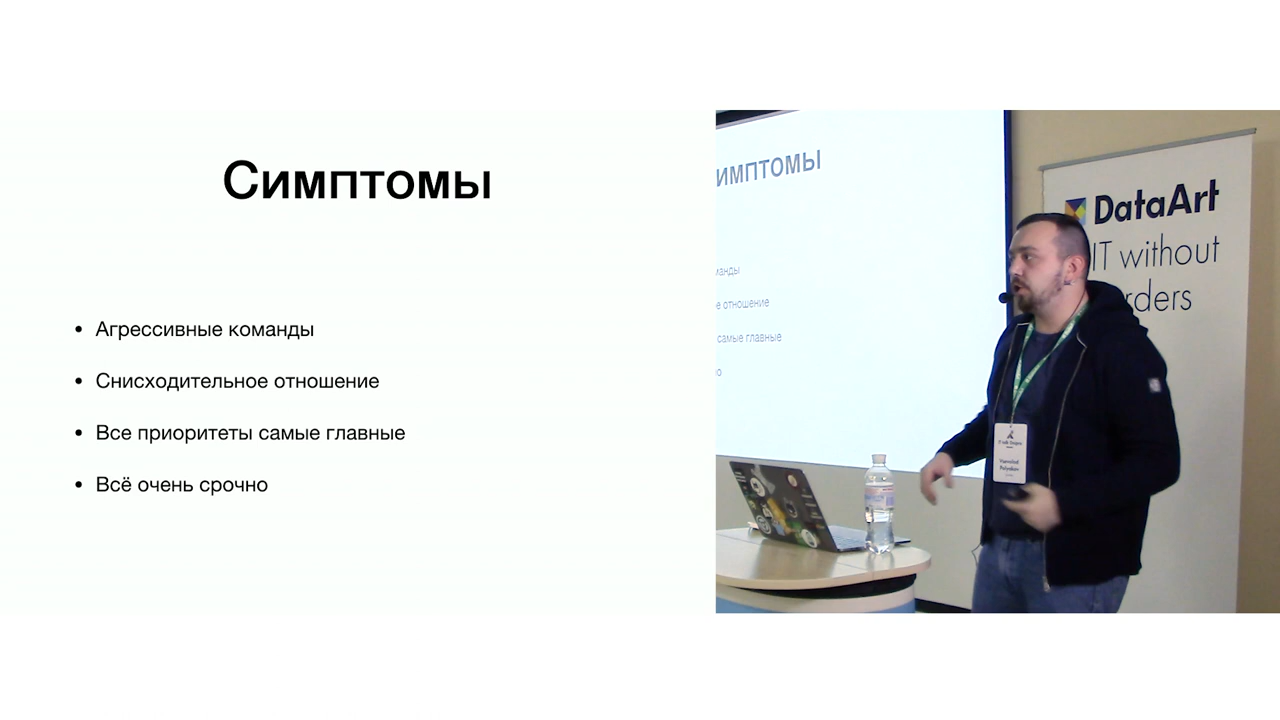 Симптомы
• Агрессивные команды
• Снисходительное отношение
• Все приоритеты самые главные
• Всё очень срочно
имптомы
манды
е отношение
самые главные
о
DataArt
IT without
rders